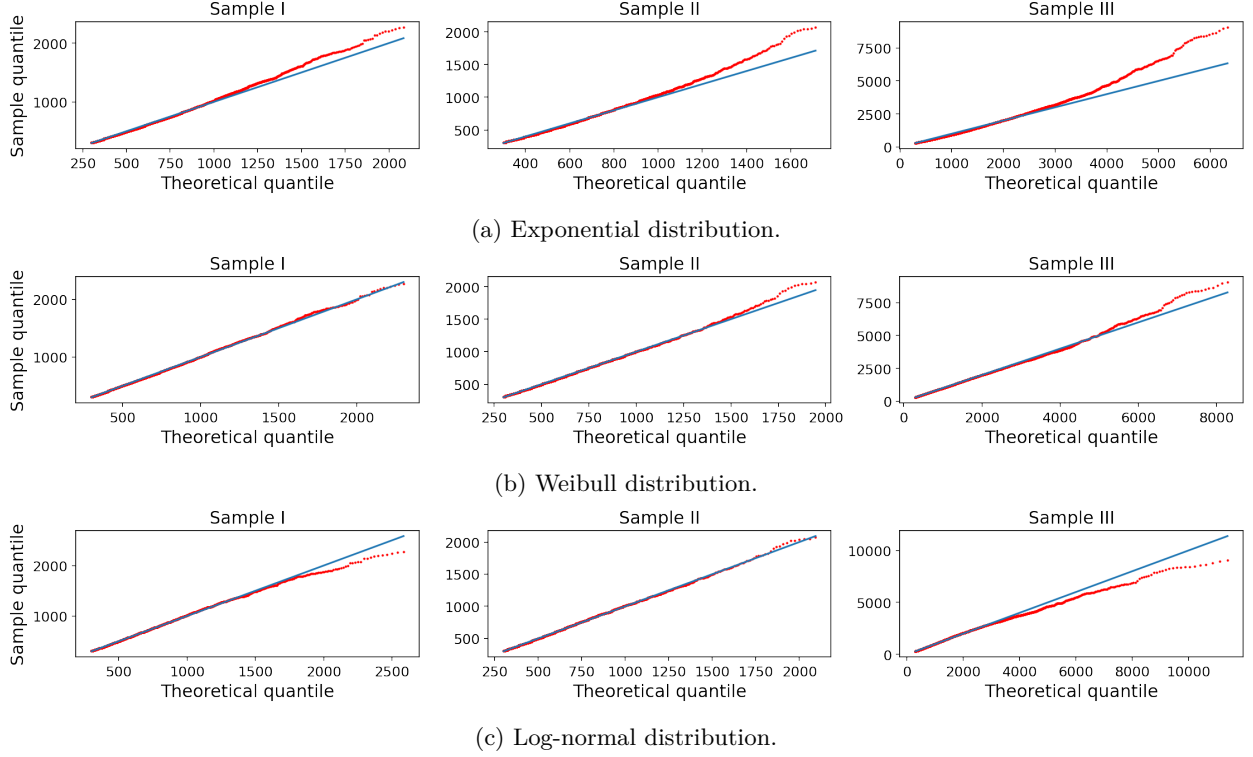 Sample I
Sample II
Sample III
Sample quantile
2000
1000
250 500 750 1000 1250 1500 1750 2000
Theoretical quantile
2000
1500
1000
500
400 600 800 1000 1200 1400 1600
Theoretical quantile
7500
5000
2500
0
0 1000 2000 3000 4000 5000 6000
Theoretical quantile
(a) Exponential distribution.
Sample I
Sample II
Sample III
Sample quantile
2000
1000
500 1000 1500 2000
Theoretical quantile
2000
1500
1000
500
250 500 750 1000 1250 1500 1750 2000
Theoretical quantile
7500
5000
2500
0
0 2000 4000 6000 8000
Theoretical quantile
(b) Weibull distribution.
Sample I
Sample II
Sample III
Sample quantile
2000
1000
500 1000 1500 2000 2500
Theoretical quantile
2000
1500
1000
500
250 500 750 1000 1250 1500 1750 2000
Theoretical quantile
10000
5000
0
0 2000 4000 6000 8000 10000
Theoretical quantile
(c) Log-normal distribution.